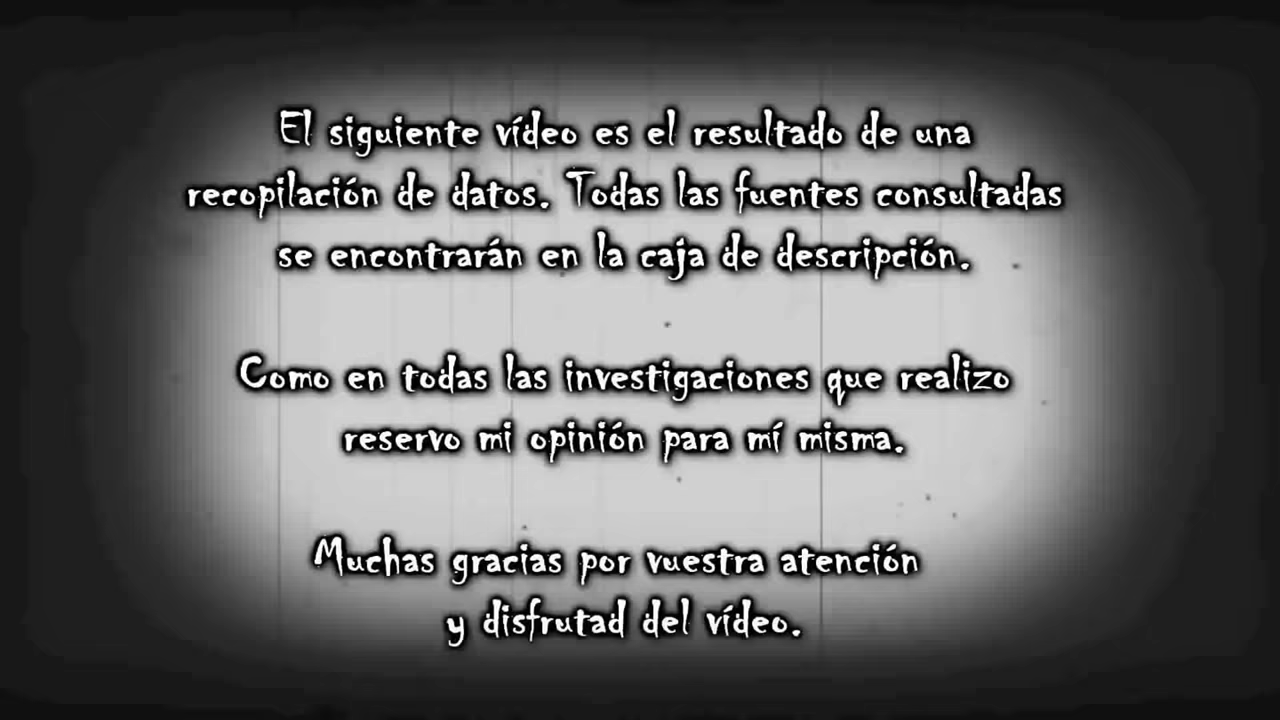 El siguiente vídeo es el resultado de una
recopilación de datos. Todas las fuentes consultadas
se encontrarán en la caja de descripción.
Como en todas las investigaciones que realizo
reservo mi opinión para mí misma.
Muchas gracias por vuestra atención
y disfrutad del vídeo.